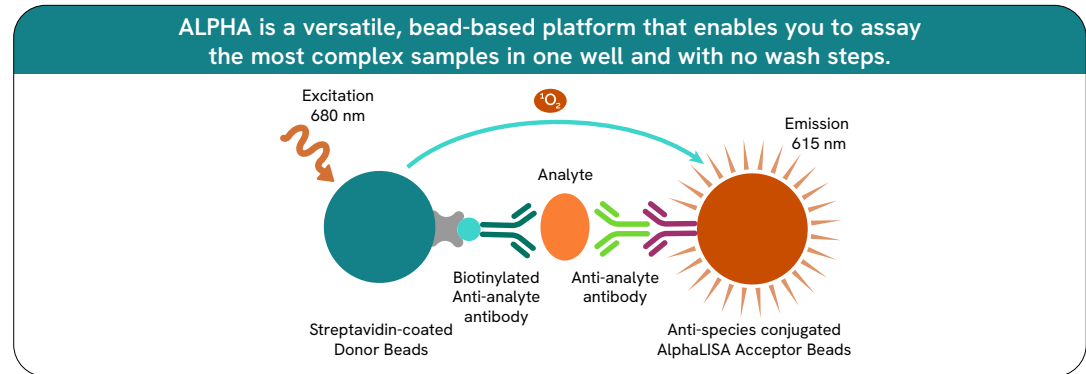 ALPHA is a versatile, bead-based platform that enables you to assay
the most complex samples in one well and with no wash steps.
Excitation
680 nm
¹O₂
Emission
615 nm
Analyte
Biotinylated
Anti-analyte
antibody
Anti-analyte
antibody
Streptavidin-coated
Donor Beads
Anti-species conjugated
AlphaLISA Acceptor Beads